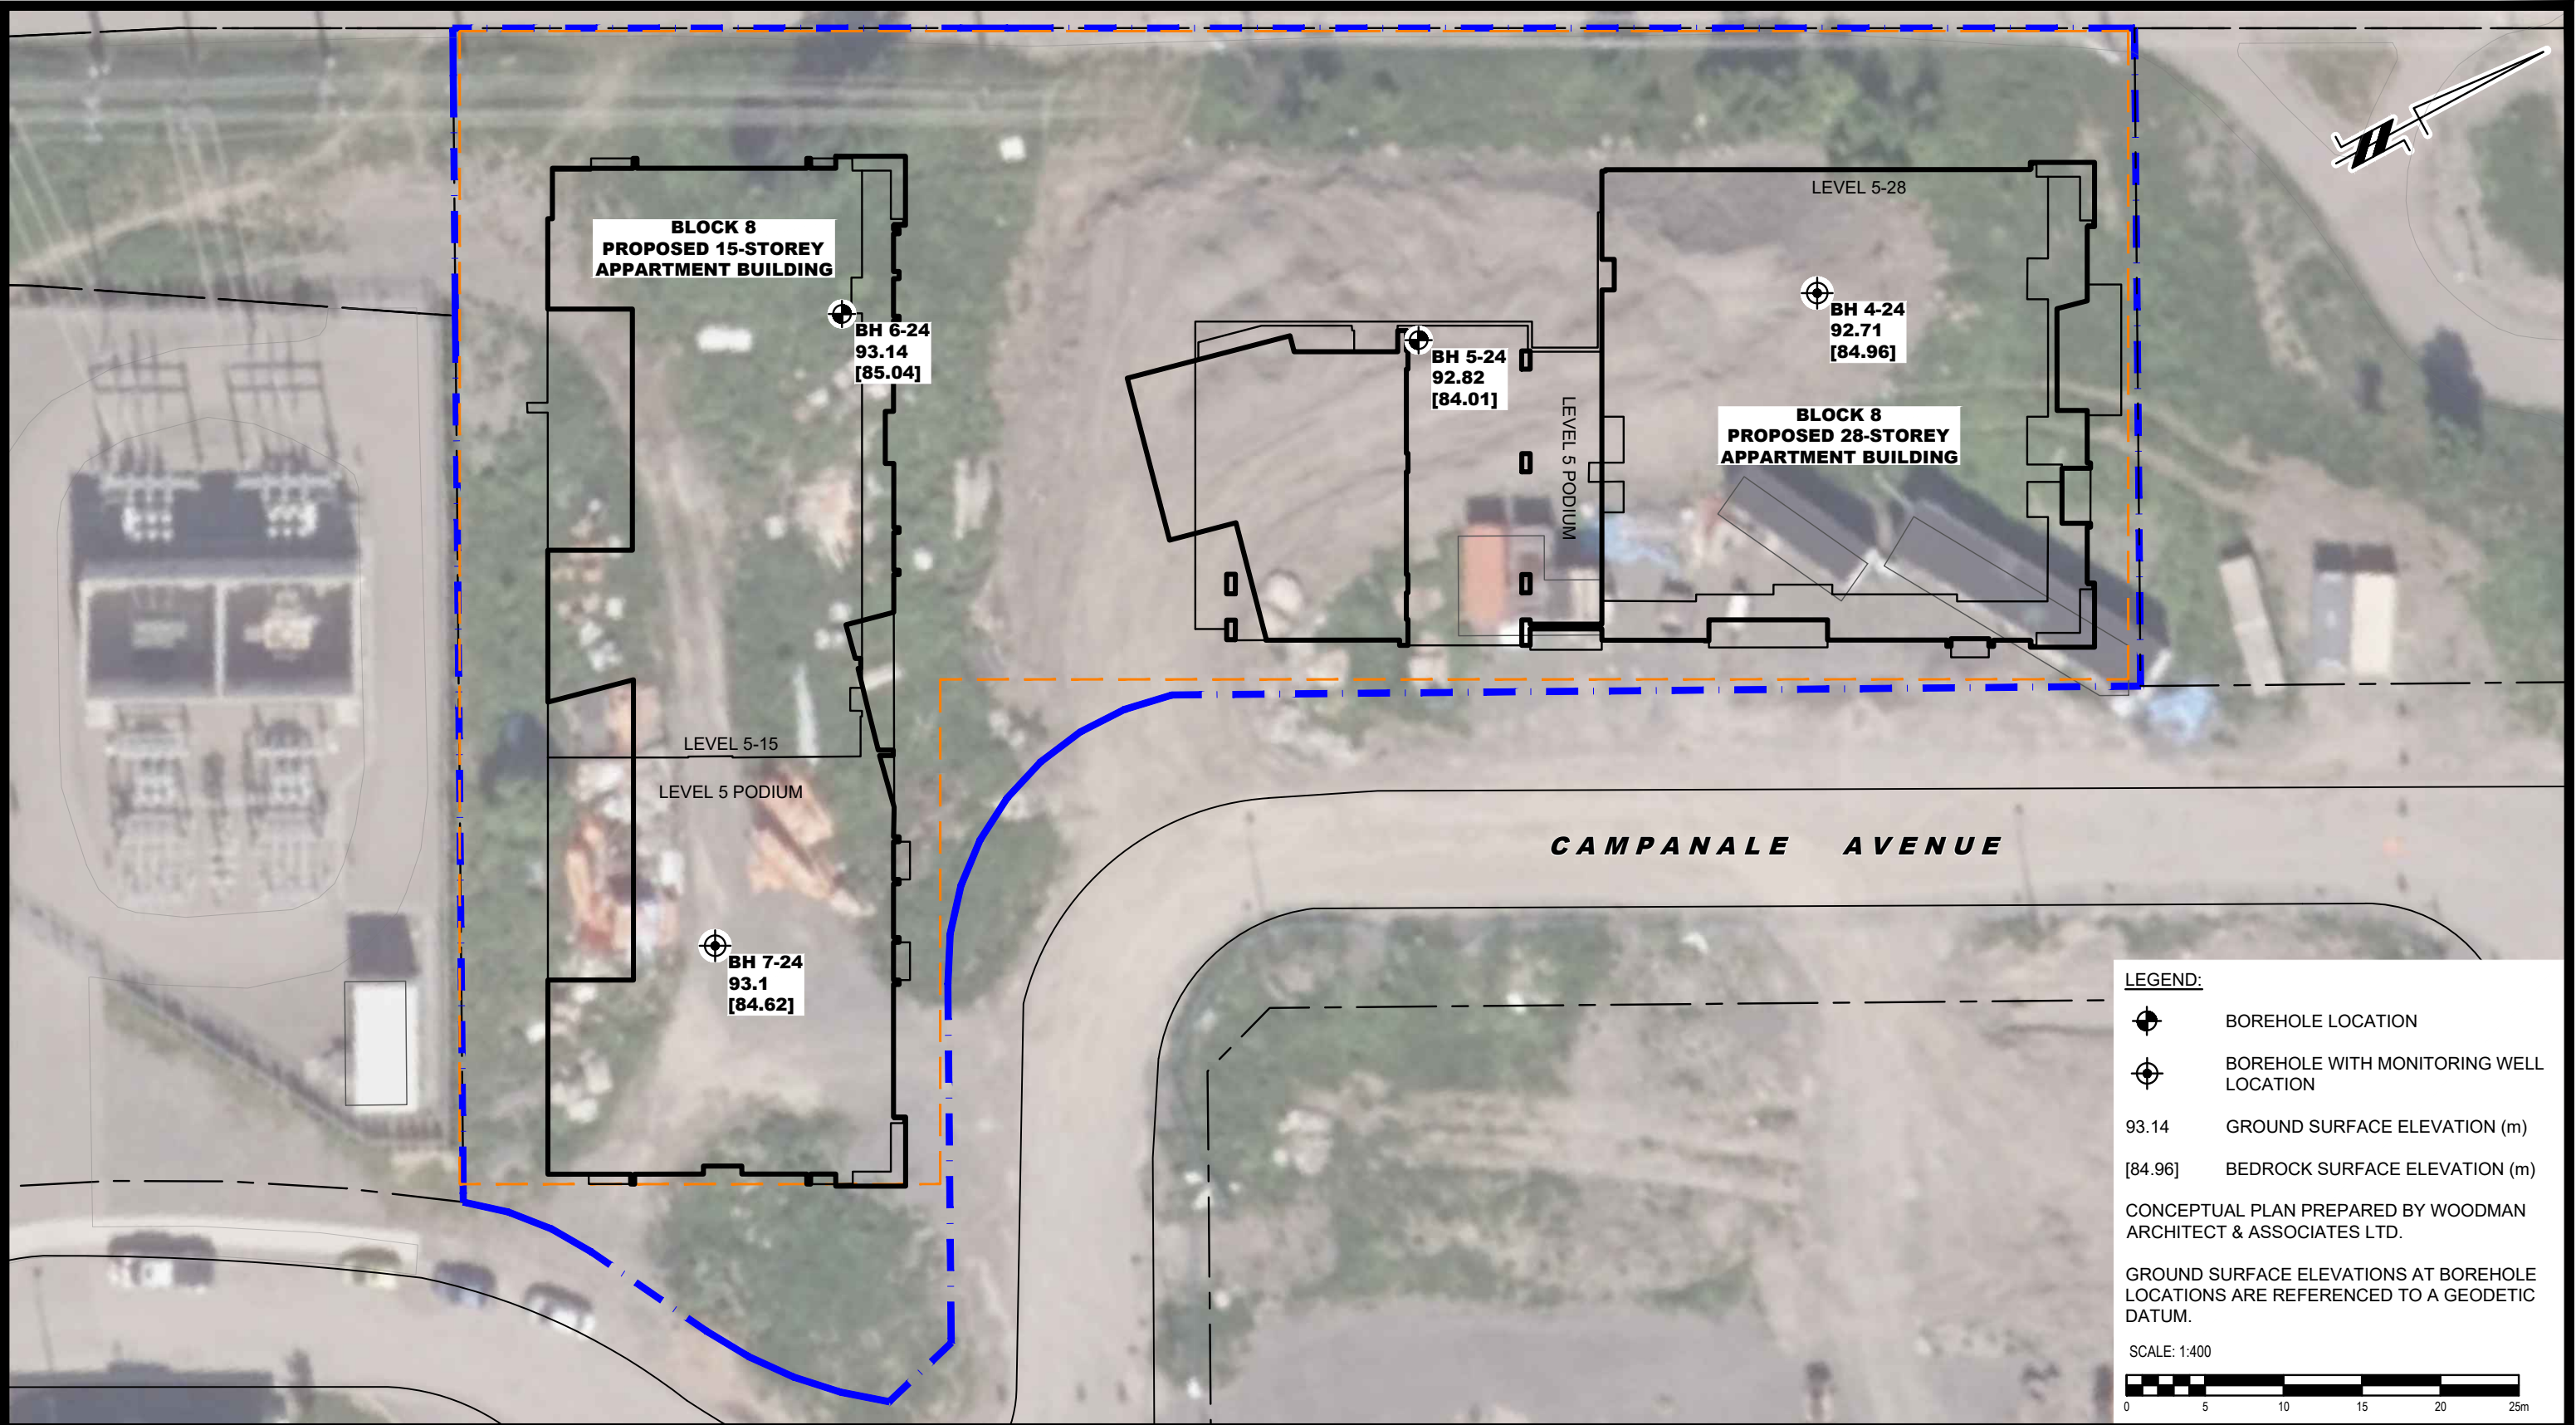 LEVEL 5-28
BLOCK 8
PROPOSED 15-STOREY
APPARTMENT BUILDING
BH 6-24
93.14
[85.04]
BH 5-24
92.82
[84.01]
BH 4-24
92.71
[84.96]
LEVEL 5 PODIUM
BLOCK 8
PROPOSED 28-STOREY
APPARTMENT BUILDING
LEVEL 5-15
LEVEL 5 PODIUM
CAMPANALE AVENUE
BH 7-24
93.1
[84.62]
LEGEND:
BOREHOLE LOCATION
BOREHOLE WITH MONITORING WELL
LOCATION
93.14 GROUND SURFACE ELEVATION (m)
[84.96] BEDROCK SURFACE ELEVATION (m)
CONCEPTUAL PLAN PREPARED BY WOODMAN
ARCHITECT & ASSOCIATES LTD.
GROUND SURFACE ELEVATIONS AT BOREHOLE
LOCATIONS ARE REFERENCED TO A GEODETIC
DATUM.
SCALE: 1:400
0 5 10 15 20 25m